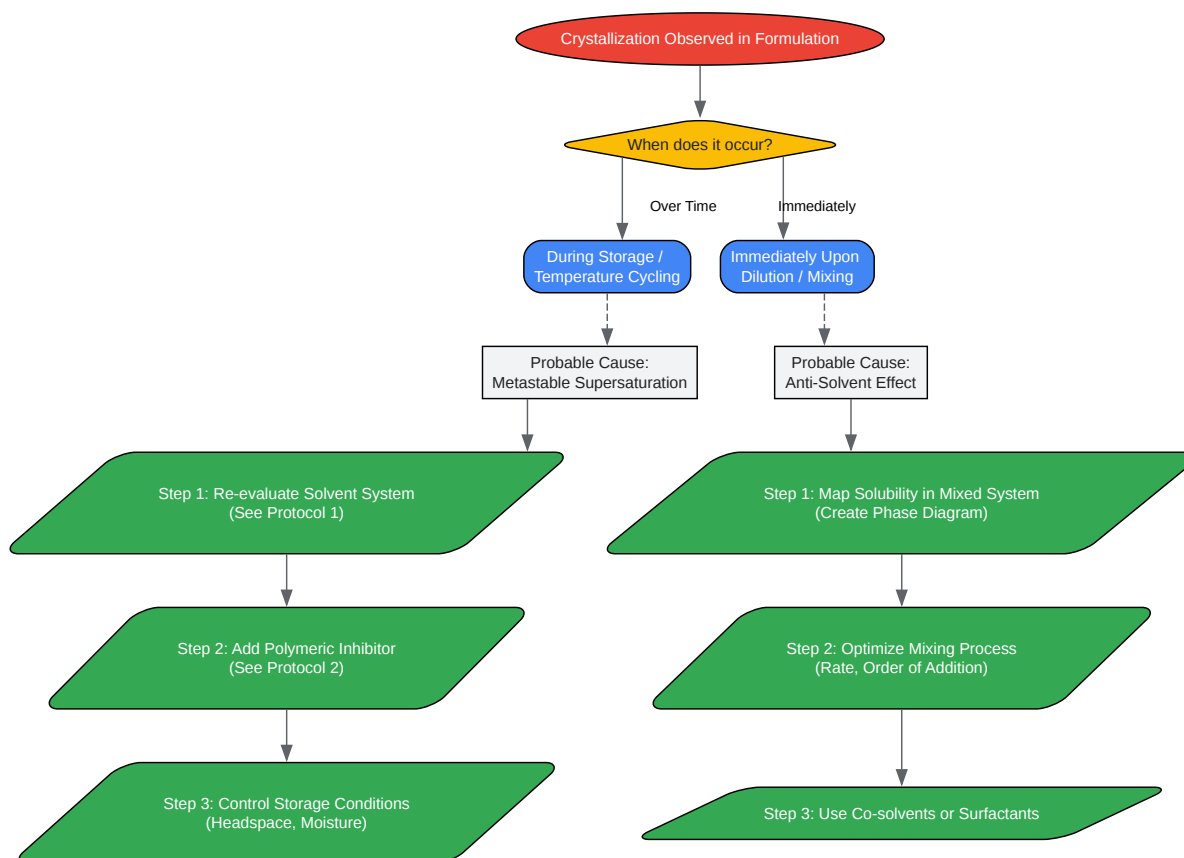 Crystallization Observed in Formulation
When does it occur?
Over Time
Immediately
During Storage /
Temperature Cycling
Immediately Upon
Dilution / Mixing
Probable Cause:
Metastable Supersaturation
Probable Cause:
Anti-Solvent Effect
Step 1: Re-evaluate Solvent System
(See Protocol 1)
Step 1: Map Solubility in Mixed System
(Create Phase Diagram)
Step 2: Add Polymeric Inhibitor
(See Protocol 2)
Step 2: Optimize Mixing Process
(Rate, Order of Addition)
Step 3: Control Storage Conditions
(Headspace, Moisture)
Step 3: Use Co-solvents or Surfactants